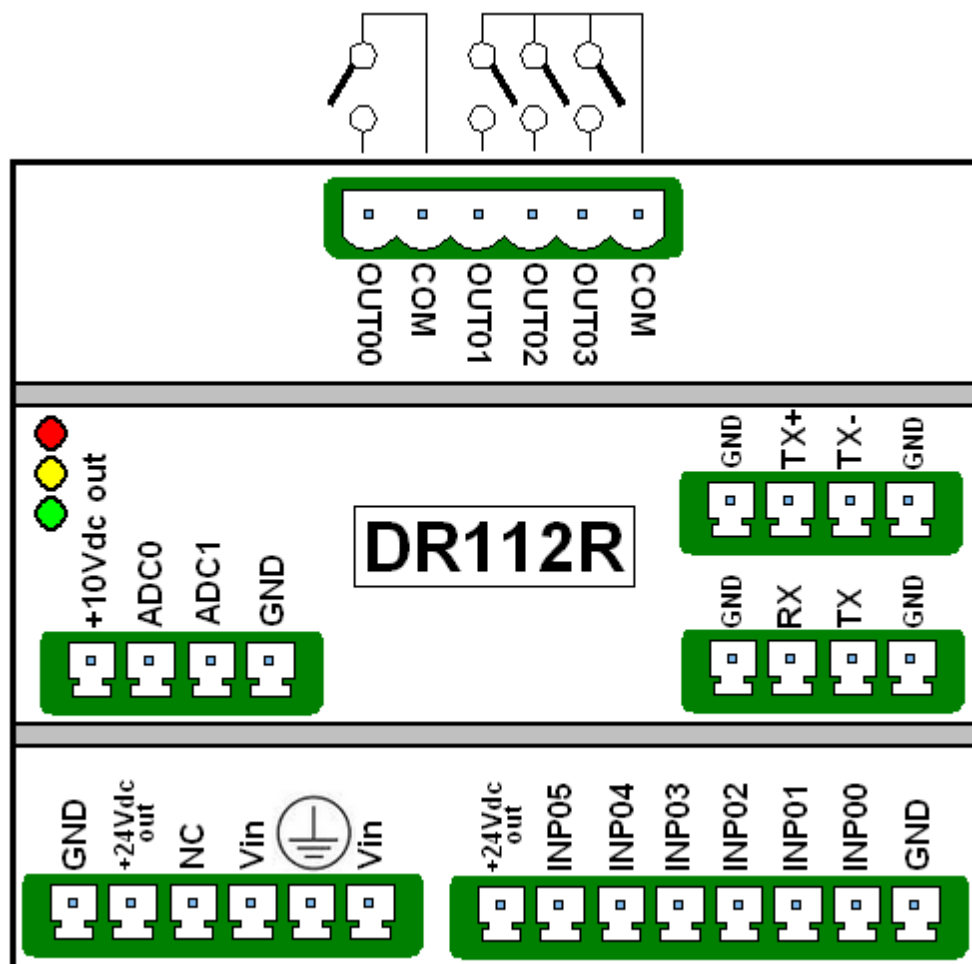 OUT00
COM
OUT01
OUT02
OUT03
COM
+10Vdc out
ADC0
ADC1
GND
DR112R
GND
TX+
TX-
GND
GND
RX
TX
GND
GND
+24Vdc
out
NC
Vin
Vin
+24Vdc
out
INP05
INP04
INP03
INP02
INP01
INP00
GND